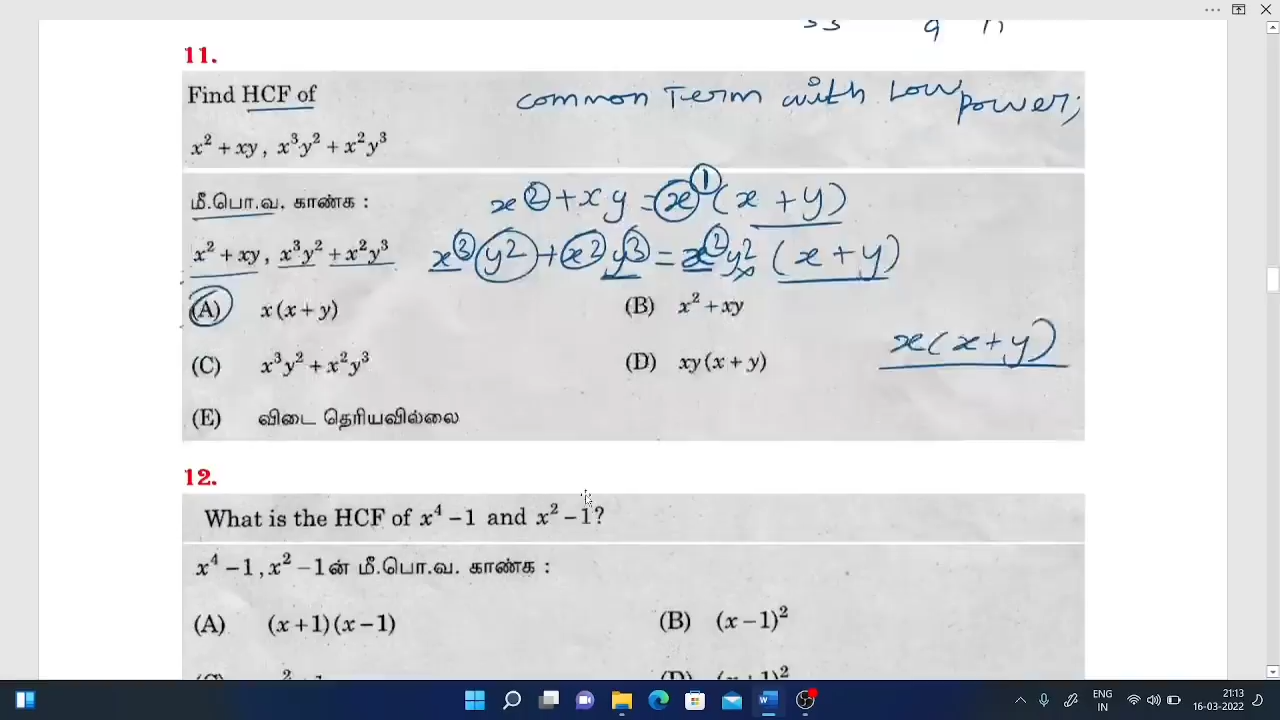 11.
Find HCF of
common Term with Low power;
x² + xy, x³y² + x²y³
மீ.பொ.வ. காண்க :
x² + xy = x¹(x + y)
x² + xy, x³y² + x²y³
x³y² + x²y³ = x²y²(x + y)
(A) x(x + y)
(B) x² + xy
x(x + y)
(C) x³y² + x²y³
(D) xy(x + y)
(E) விடை தெரியவில்லை
12.
What is the HCF of x⁴ – 1 and x² – 1?
x⁴ – 1, x² – 1ன் மீ.பொ.வ. காண்க :
(A) (x + 1)(x – 1)
(B) (x – 1)²
ENG
IN
21:13
16-03-2022